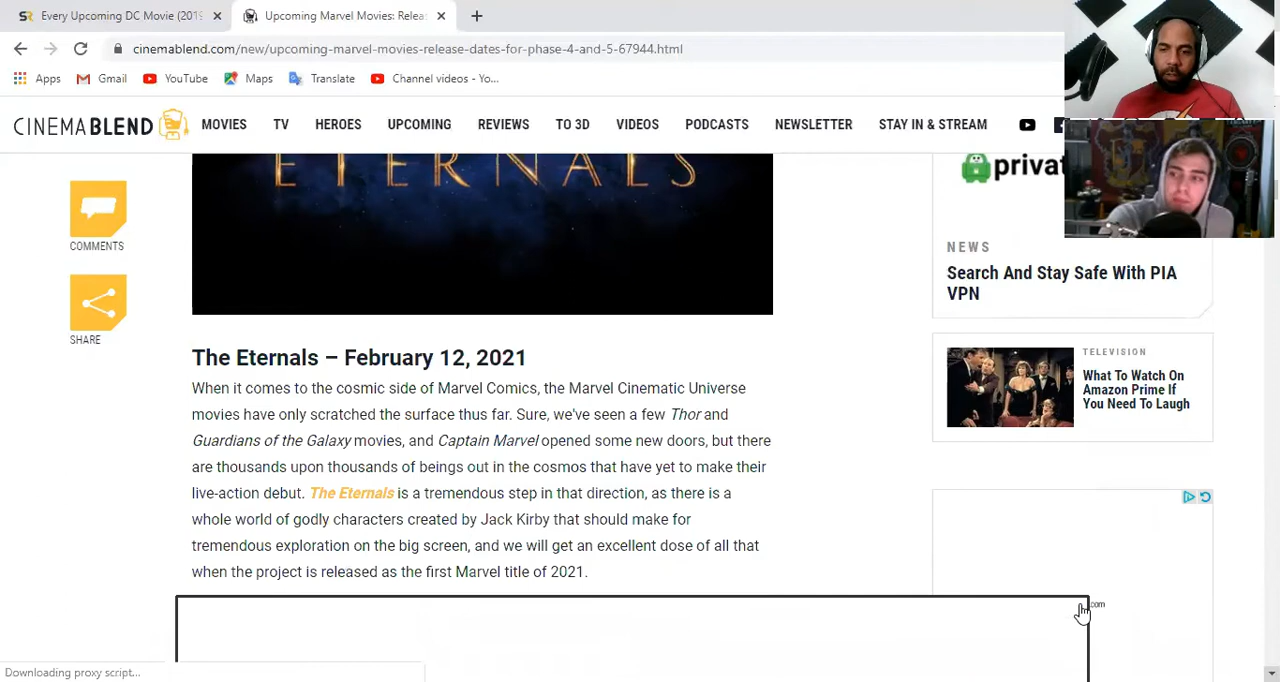 Every Upcoming DC Movie (201
Upcoming Marvel Movies: Relea
cinemablend.com/new/upcoming-marvel-movies-release-dates-for-phase-4-and-5-67944.html
Apps Gmail YouTube Maps Translate Channel videos - Yo...
CINEMABLEND MOVIES TV HEROES UPCOMING REVIEWS TO 3D VIDEOS PODCASTS NEWSLETTER STAY IN & STREAM
ETERNALS
COMMENTS
SHARE
The Eternals – February 12, 2021
When it comes to the cosmic side of Marvel Comics, the Marvel Cinematic Universe
movies have only scratched the surface thus far. Sure, we've seen a few Thor and
Guardians of the Galaxy movies, and Captain Marvel opened some new doors, but there
are thousands upon thousands of beings out in the cosmos that have yet to make their
live-action debut. The Eternals is a tremendous step in that direction, as there is a
whole world of godly characters created by Jack Kirby that should make for
tremendous exploration on the big screen, and we will get an excellent dose of all that
when the project is released as the first Marvel title of 2021.
privat
NEWS
Search And Stay Safe With PIA
VPN
TELEVISION
What To Watch On
Amazon Prime If
You Need To Laugh
com
Downloading proxy script...